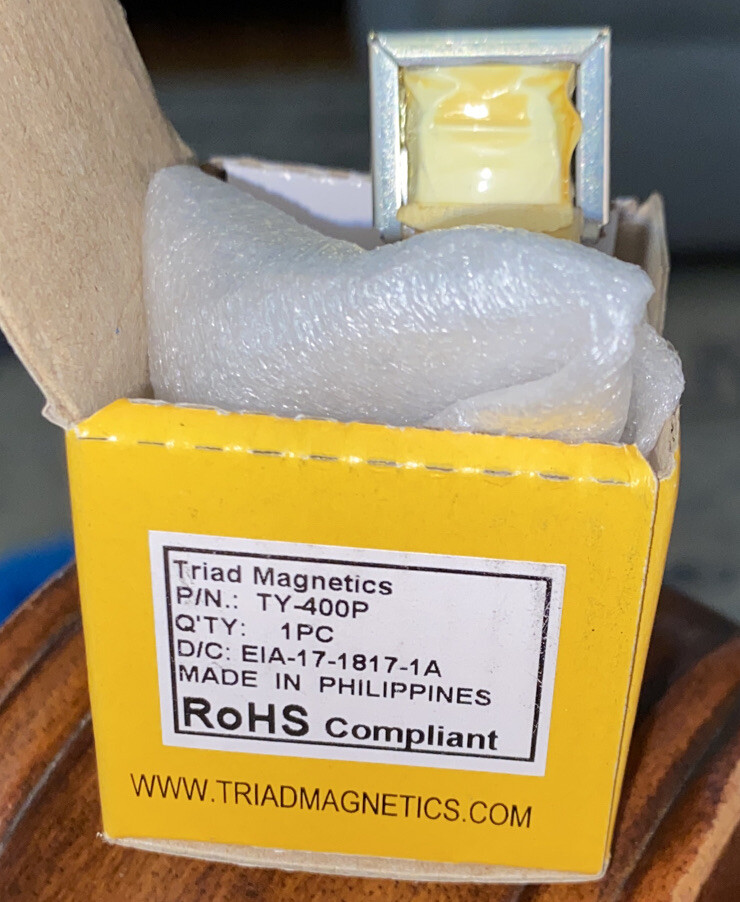 Triad Magnetics
P/N.: TY-400P
Q'TY: 1PC
D/C: EIA-17-1817-1A
MADE IN PHILIPPINES
RoHS Compliant
WWW.TRIADMAGNETICS.COM